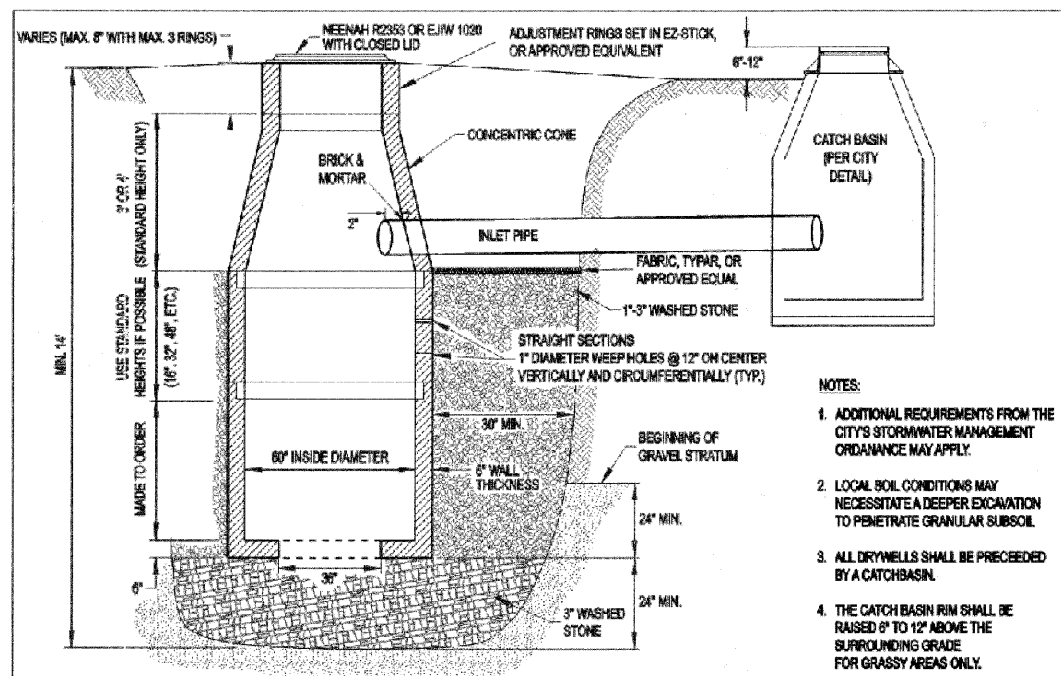 NEENAH R2353 OR EJIW 1020
WITH CLOSED LID
VARIES (MAX. 8" WITH MAX. 3 RINGS)
ADJUSTMENT RINGS SET IN EZ-STICK,
OR APPROVED EQUIVALENT
6"-12"
CONCENTRIC CONE
BRICK &
MORTAR
2"
CATCH BASIN
(PER CITY
DETAIL)
INLET PIPE
3' OR 4'
(STANDARD HEIGHT ONLY)
FABRIC, TYPAR, OR
APPROVED EQUAL
1"-3" WASHED STONE
MIN. 14'
USE STANDARD
HEIGHTS IF POSSIBLE
(16", 32", 48", ETC.)
STRAIGHT SECTIONS
1" DIAMETER WEEP HOLES @ 12" ON CENTER
VERTICALLY AND CIRCUMFERENTIALLY (TYP.)
30" MIN.
BEGINNING OF
GRAVEL STRATUM
MADE TO ORDER
60" INSIDE DIAMETER
WALL
THICKNESS
24" MIN.
36"
24" MIN.
3" WASHED
STONE
NOTES:
1. ADDITIONAL REQUIREMENTS FROM THE
CITY'S STORMWATER MANAGEMENT
ORDANANCE MAY APPLY.
2. LOCAL SOIL CONDITIONS MAY
NECESSITATE A DEEPER EXCAVATION
TO PENETRATE GRANULAR SUBSOIL
3. ALL DRYWELLS SHALL BE PRECEEDED
BY A CATCHBASIN.
4. THE CATCH BASIN RIM SHALL BE
RAISED 6" TO 12" ABOVE THE
SURROUNDING GRADE
FOR GRASSY AREAS ONLY.